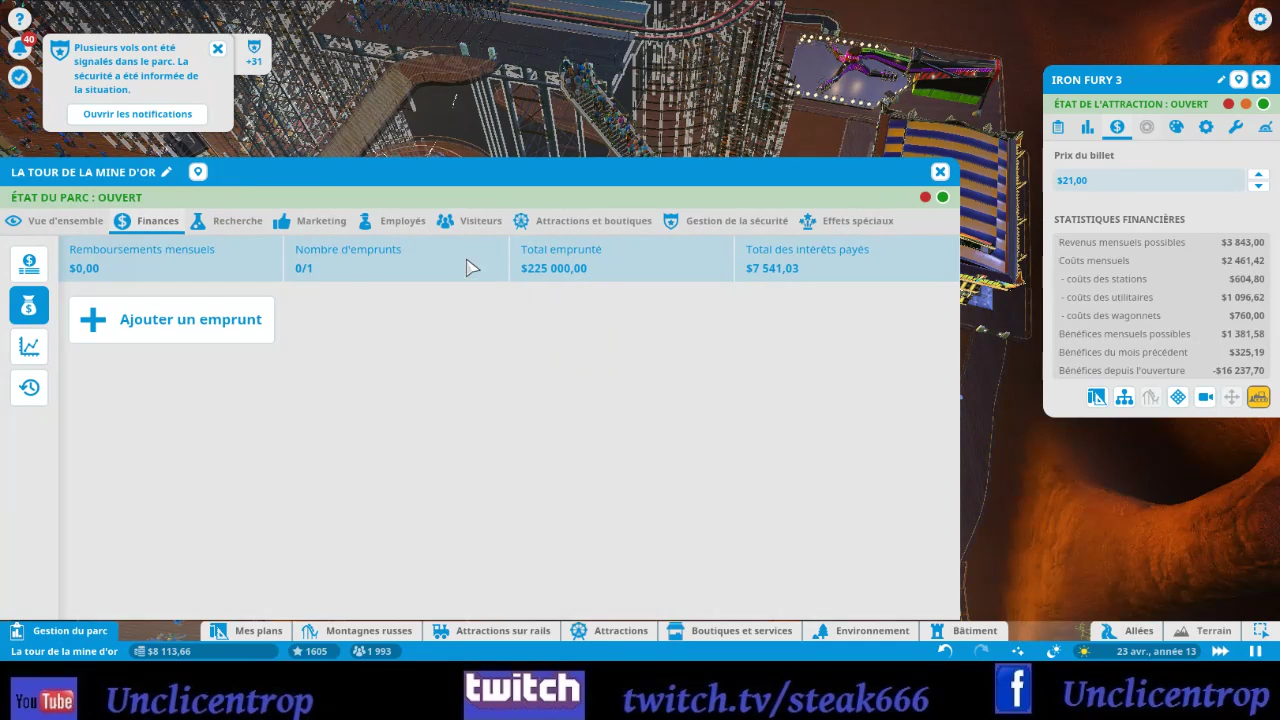 ?
40
Plusieurs vols ont été
signalés dans le parc. La
sécurité a été informée de
la situation.
Ouvrir les notifications
+31
LA TOUR DE LA MINE D'OR
ÉTAT DU PARC : OUVERT
Vue d'ensemble
Finances
Recherche
Marketing
Employés
Visiteurs
Attractions et boutiques
Gestion de la sécurité
Effets spéciaux
Remboursements mensuels
$0,00
Nombre d'emprunts
0/1
Total emprunté
$225 000,00
Total des intérêts payés
$7 541,03
Ajouter un emprunt
IRON FURY 3
ÉTAT DE L'ATTRACTION : OUVERT
Prix du billet
$21,00
STATISTIQUES FINANCIÈRES
Revenus mensuels possibles $3 843,00
Coûts mensuels $2 461,42
- coûts des stations $604,80
- coûts des utilitaires $1 096,62
- coûts des wagonnets $760,00
Bénéfices mensuels possibles $1 381,58
Bénéfices du mois précédent $325,19
Bénéfices depuis l'ouverture -$16 237,70
Gestion du parc
Mes plans
Montagnes russes
Attractions sur rails
Attractions
Boutiques et services
Environnement
Bâtiment
Allées
Terrain
La tour de la mine d'or
$8 113,66
1605
1 993
23 avr., année 13
YouTube
Unclicentrop
twitch
twitch.tv/steak666
f
Unclicentrop